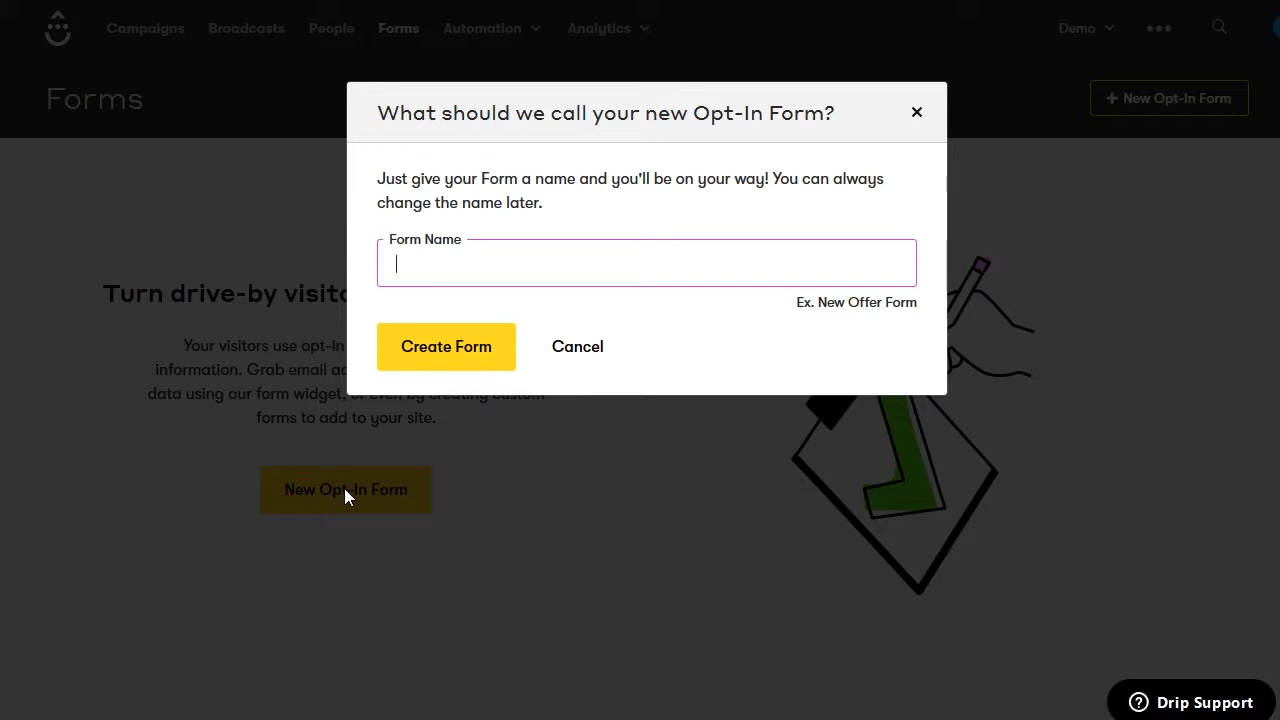 Campaigns Broadcasts People Forms Automation Analytics Demo
Forms
+ New Opt-In Form
What should we call your new Opt-In Form?
Just give your Form a name and you'll be on your way! You can always
change the name later.
Form Name
Ex. New Offer Form
Create Form Cancel
Turn drive-by visito
Your visitors use opt-in
information. Grab email ad
data using our form widget, or even by creating custom
forms to add to your site.
New Opt-In Form
Drip Support